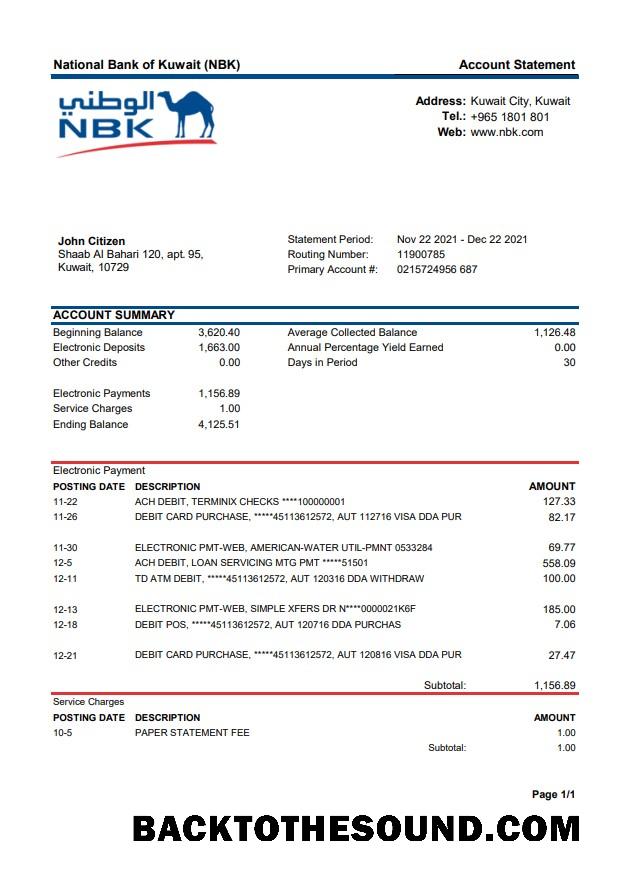 National Bank of Kuwait (NBK) Account Statement
الوطني
NBK
Address: Kuwait City, Kuwait
Tel.: +965 1801 801
Web: www.nbk.com
John Citizen
Shaab Al Bahari 120, apt. 95,
Kuwait, 10729
Statement Period: Nov 22 2021 - Dec 22 2021
Routing Number: 11900785
Primary Account #: 0215724956 687
ACCOUNT SUMMARY
Beginning Balance 3,620.40 Average Collected Balance 1,126.48
Electronic Deposits 1,663.00 Annual Percentage Yield Earned 0.00
Other Credits 0.00 Days in Period 30
Electronic Payments 1,156.89
Service Charges 1.00
Ending Balance 4,125.51
Electronic Payment
POSTING DATE DESCRIPTION AMOUNT
11-22 ACH DEBIT, TERMINIX CHECKS ****100000001 127.33
11-26 DEBIT CARD PURCHASE, *****45113612572, AUT 112716 VISA DDA PUR 82.17
11-30 ELECTRONIC PMT-WEB, AMERICAN-WATER UTIL-PMNT 0533284 69.77
12-5 ACH DEBIT, LOAN SERVICING MTG PMT *****51501 558.09
12-11 TD ATM DEBIT, *****45113612572, AUT 120316 DDA WITHDRAW 100.00
12-13 ELECTRONIC PMT-WEB, SIMPLE XFERS DR N****0000021K6F 185.00
12-18 DEBIT POS, *****45113612572, AUT 120716 DDA PURCHAS 7.06
12-21 DEBIT CARD PURCHASE, *****45113612572, AUT 120816 VISA DDA PUR 27.47
Subtotal: 1,156.89
Service Charges
POSTING DATE DESCRIPTION AMOUNT
10-5 PAPER STATEMENT FEE 1.00
Subtotal: 1.00
Page 1/1
BACKTOTHESOUND.COM